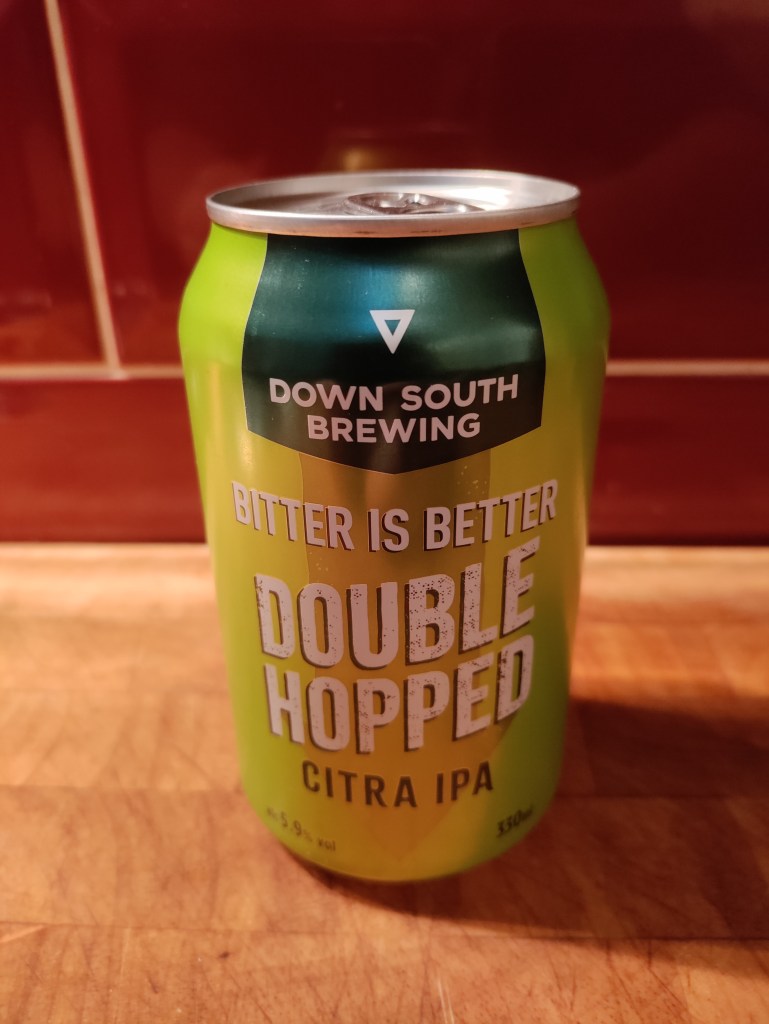 DOWN SOUTH
BREWING
BITTER IS BETTER
DOUBLE
HOPPED
CITRA IPA
5,9% vol
330ml